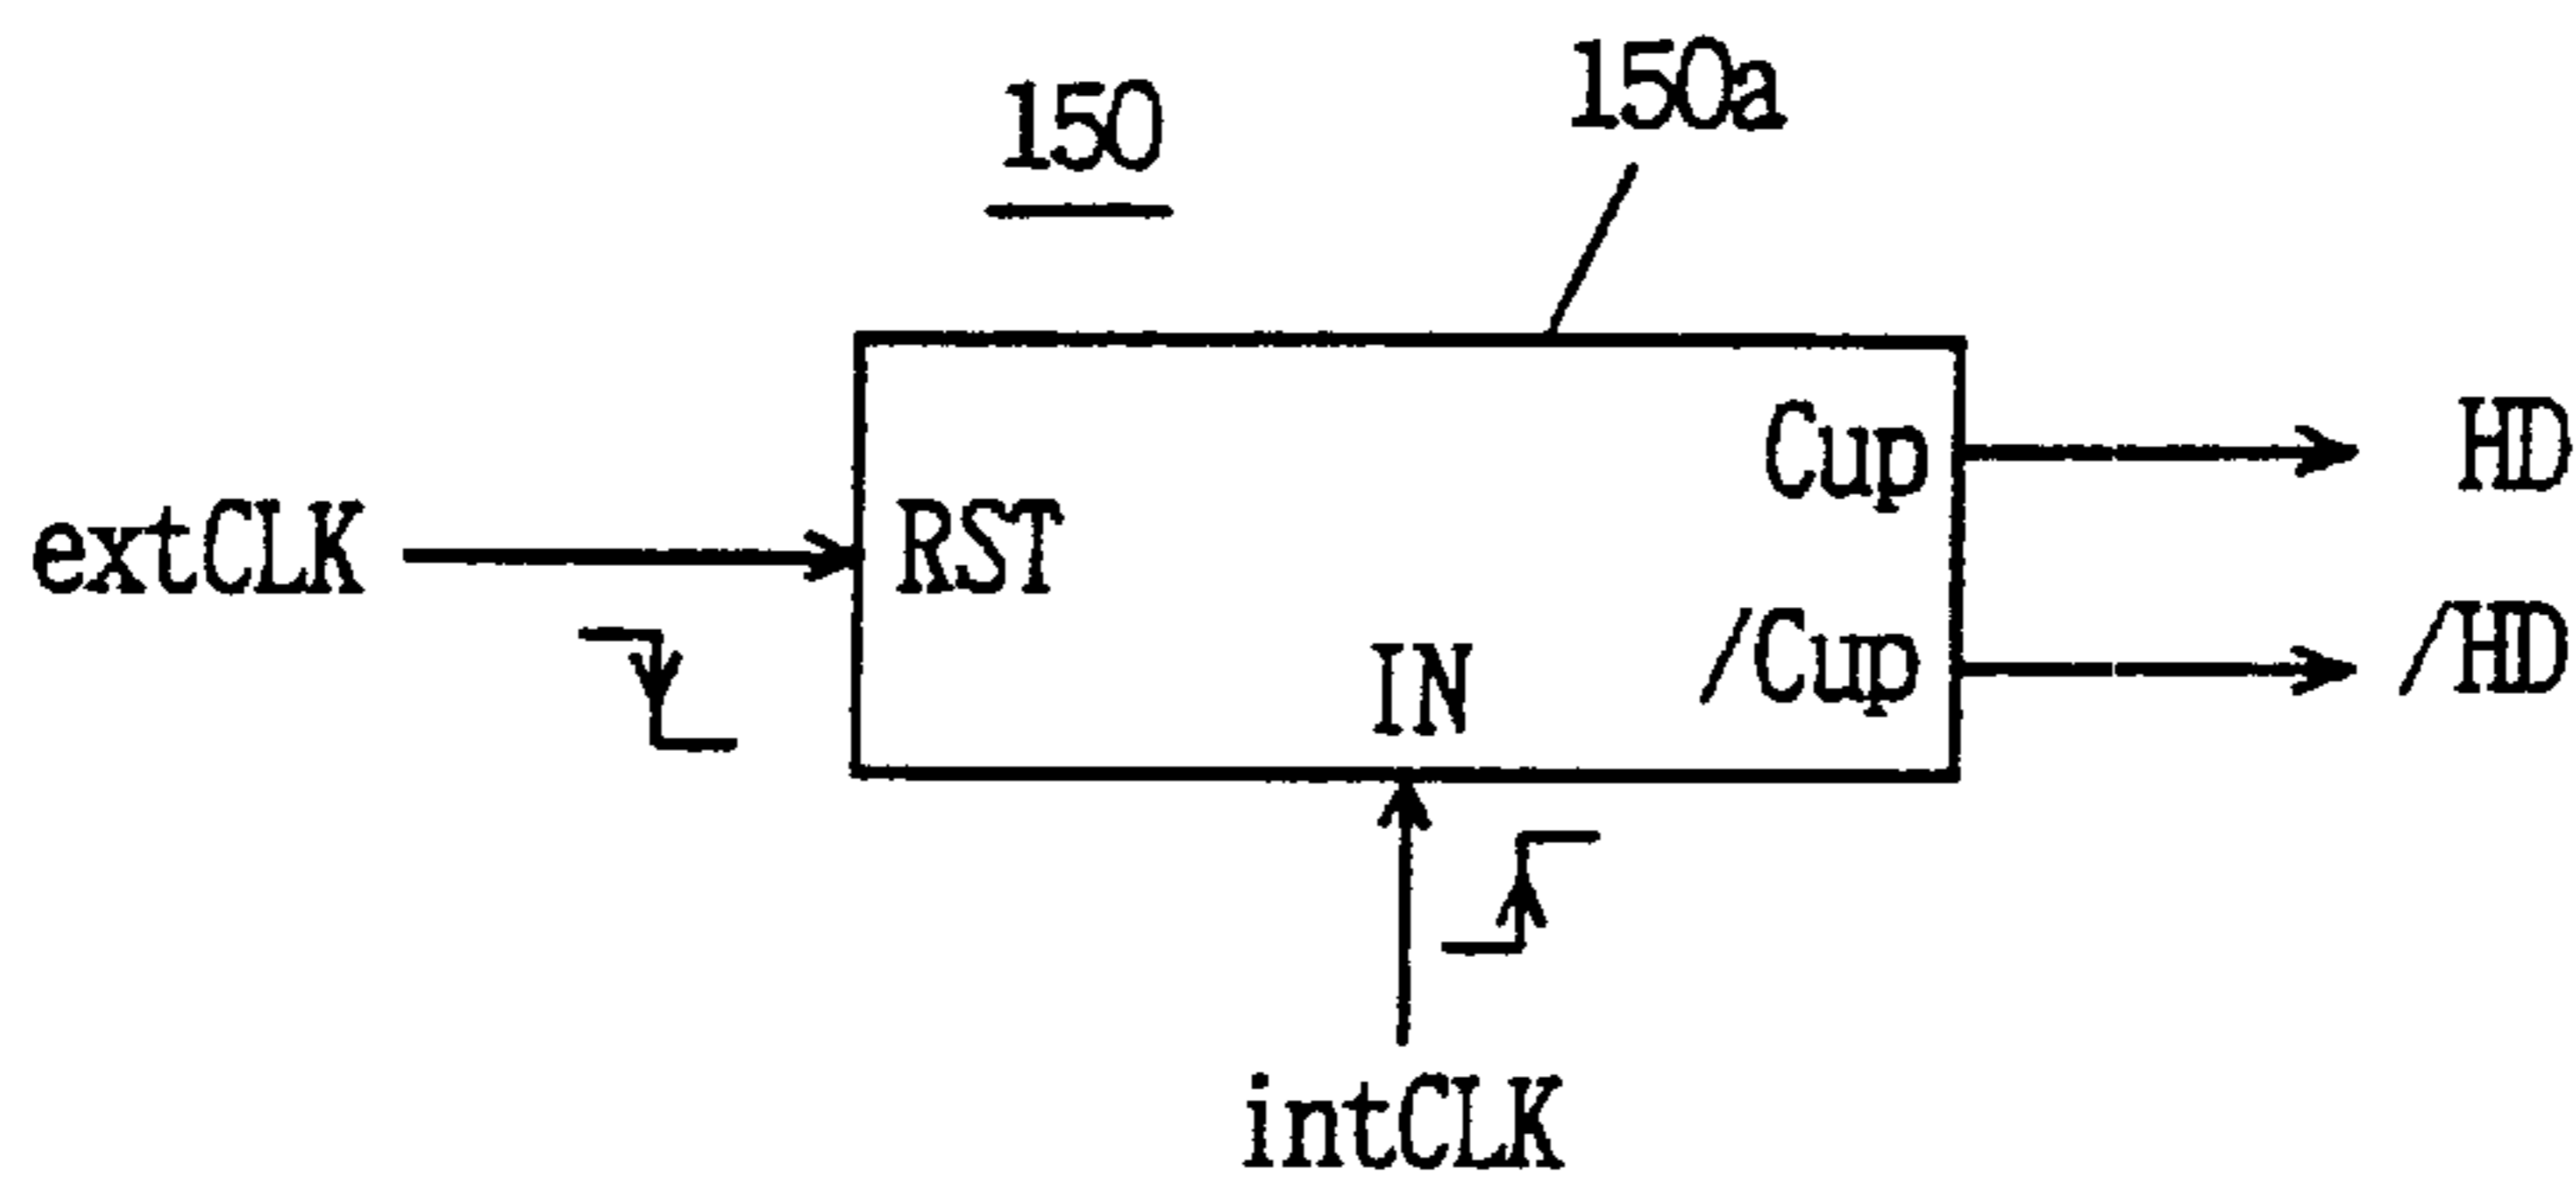 150
150a
extCLK
RST
Cup
HD
/Cup
/HD
IN
intCLK